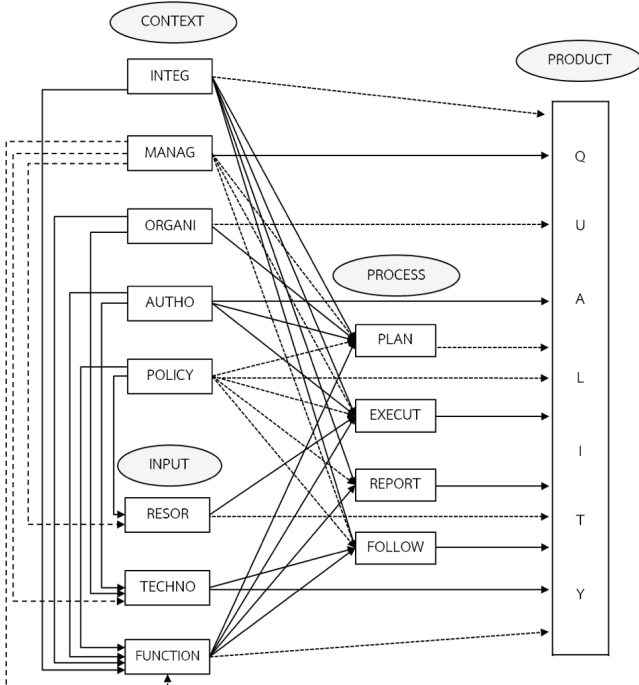 CONTEXT
INTEG
PRODUCT
MANAG
Q
ORGANI
U
PROCESS
AUTHO
A
PLAN
POLICY
L
EXECUT
INPUT
I
REPORT
RESOR
T
FOLLOW
TECHNO
Y
FUNCTION